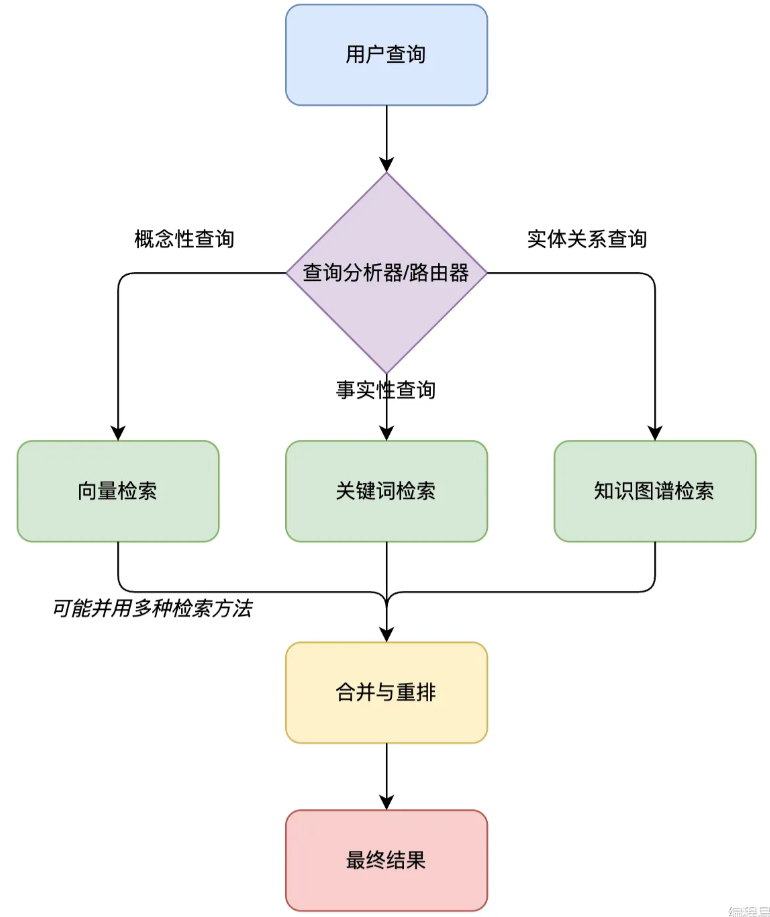 用户查询
概念性查询
实体关系查询
查询分析器/路由器
事实性查询
向量检索
关键词检索
知识图谱检索
可能并用多种检索方法
合并与重排
最终结果